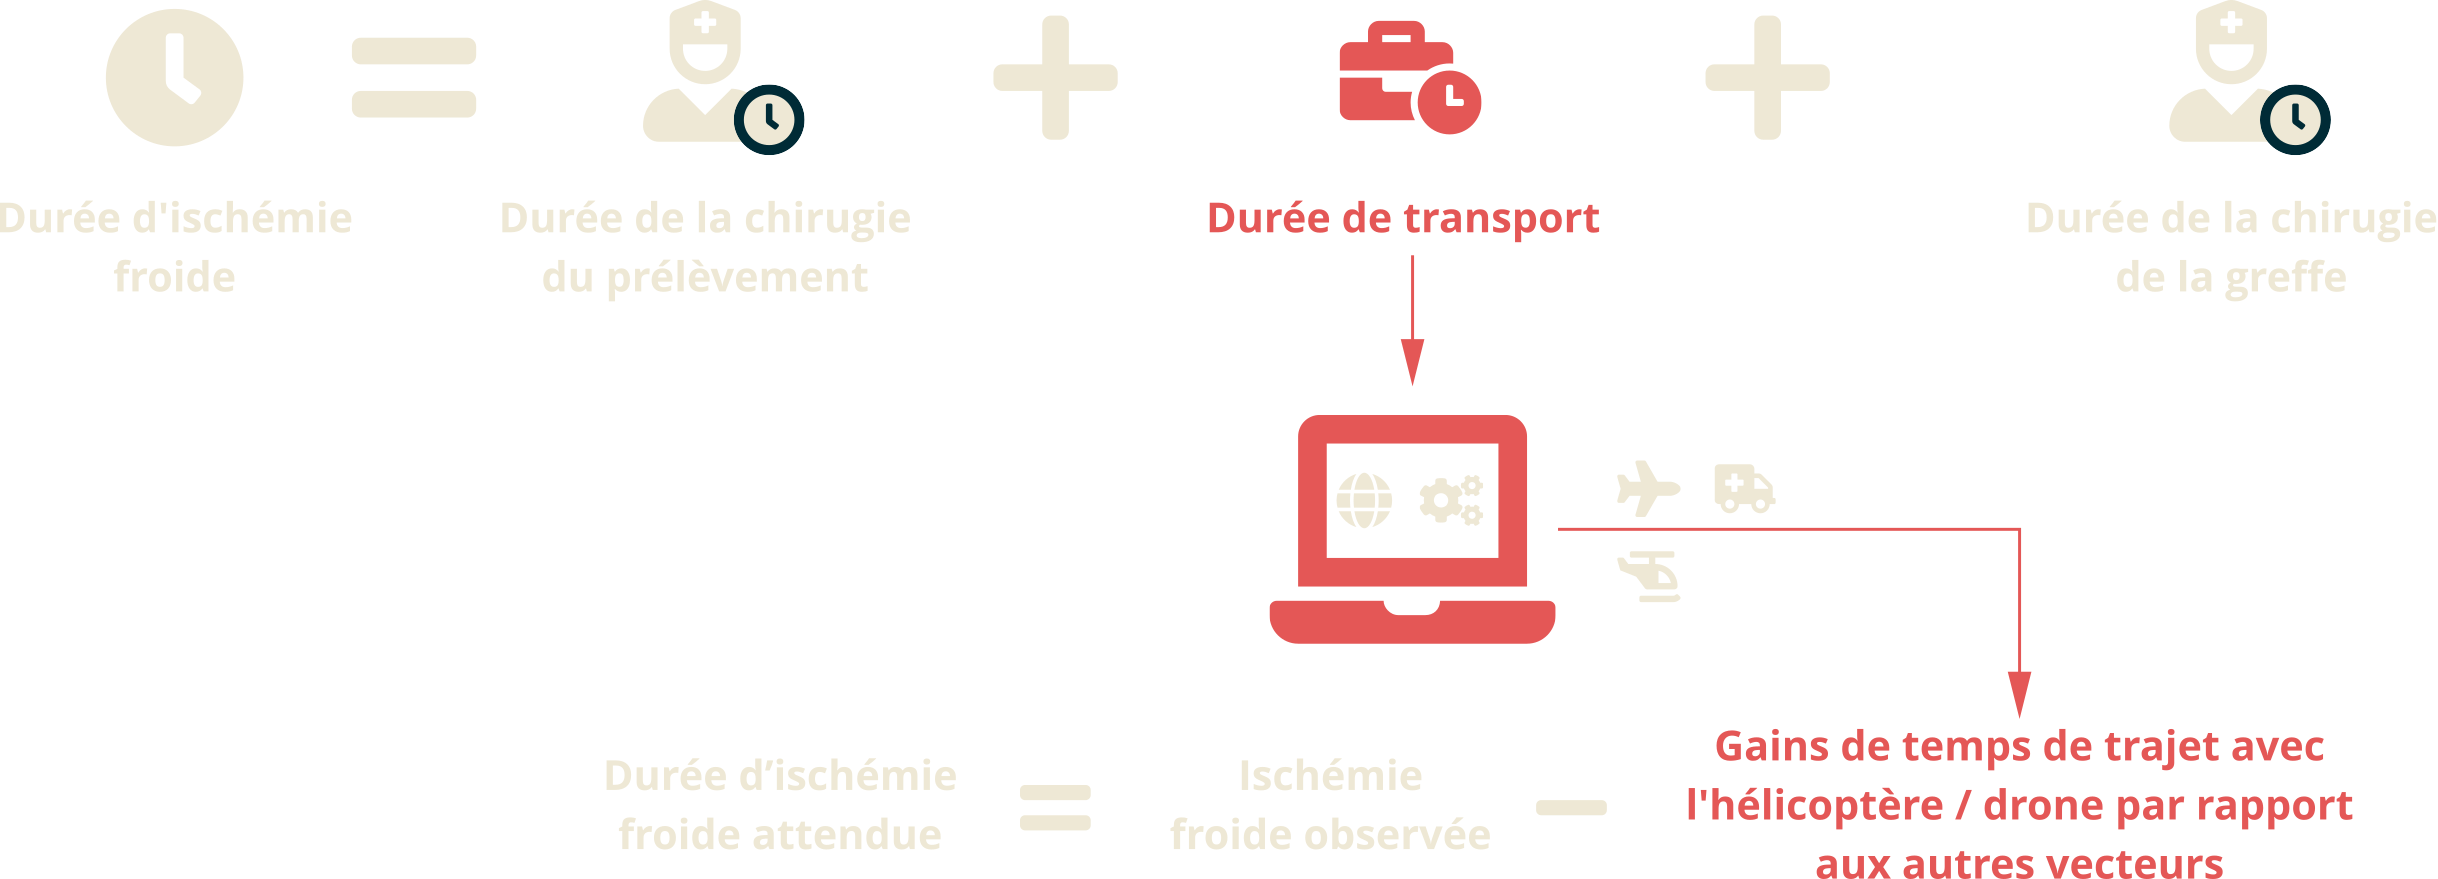 Durée d'ischémie
froide
Durée de la chirugie
du prélèvement
Durée de transport
Durée de la chirugie
de la greffe
Durée d’ischémie
froide attendue
Ischémie
froide observée
Gains de temps de trajet avec
l'hélicoptère / drone par rapport
aux autres vecteurs